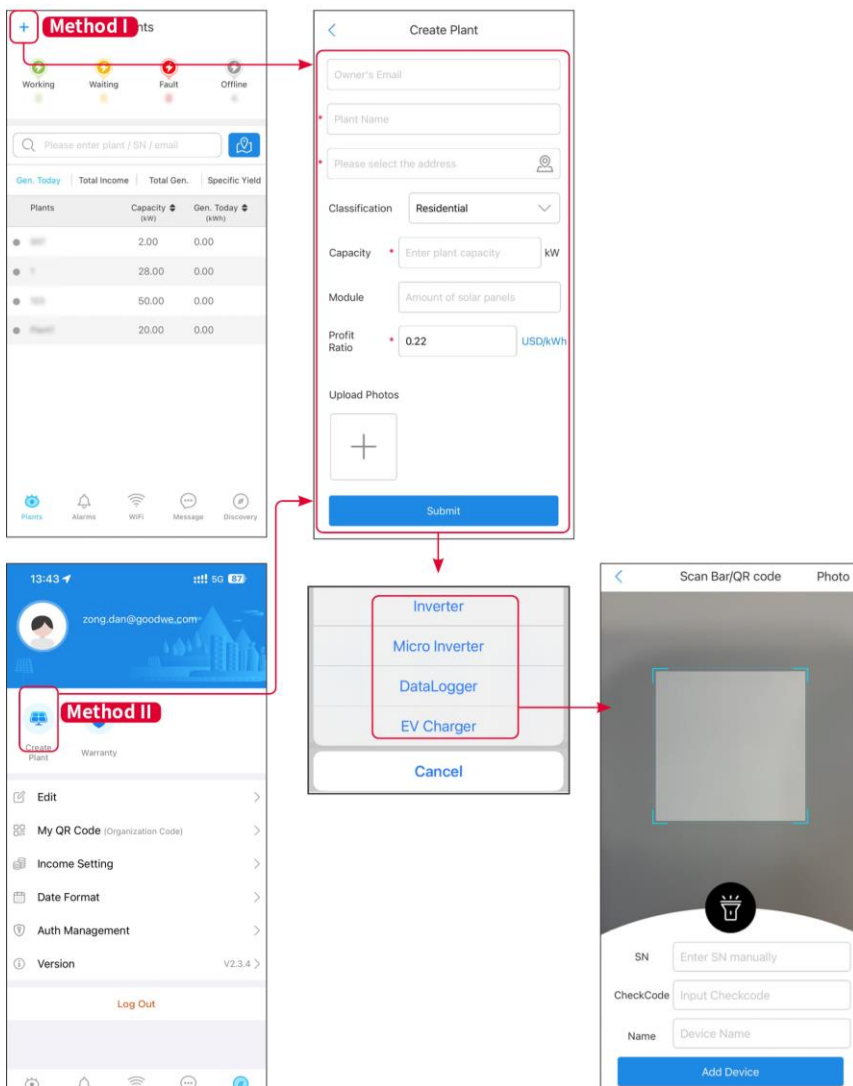 + Method I nts
Working Waiting Fault Offline
Please enter plant / SN / email
Gen. Today | Total Income | Total Gen. | Specific Yield
Plants Capacity (kW) Gen. Today (kWh)
2.00 0.00
28.00 0.00
50.00 0.00
20.00 0.00
Plants Alarms WiFi Message Discovery
Create Plant
Owner's Email
* Plant Name
* Please select the address
Classification Residential
Capacity * Enter plant capacity kW
Module Amount of solar panels
Profit Ratio * 0.22 USD/kWh
Upload Photos
Submit
13:43 5G 87
zong.dan@goodwe.com
Method II
Create Plant
Warranty
Edit
My QR Code (Organization Code)
Income Setting
Date Format
Auth Management
Version V2.3.4
Log Out
Inverter
Micro Inverter
DataLogger
EV Charger
Cancel
Scan Bar/QR code Photo
SN Enter SN manually
CheckCode Input Checkcode
Name Device Name
Add Device